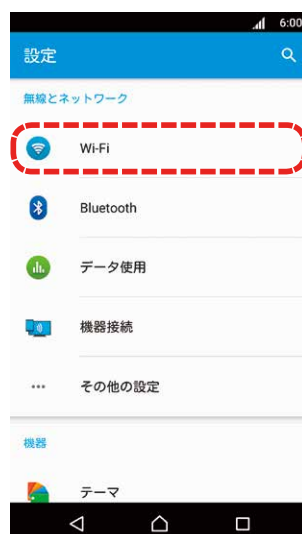 6:00
設定
無線とネットワーク
Wi-Fi
Bluetooth
データ使用
機器接続
その他の設定
機器
テーマ